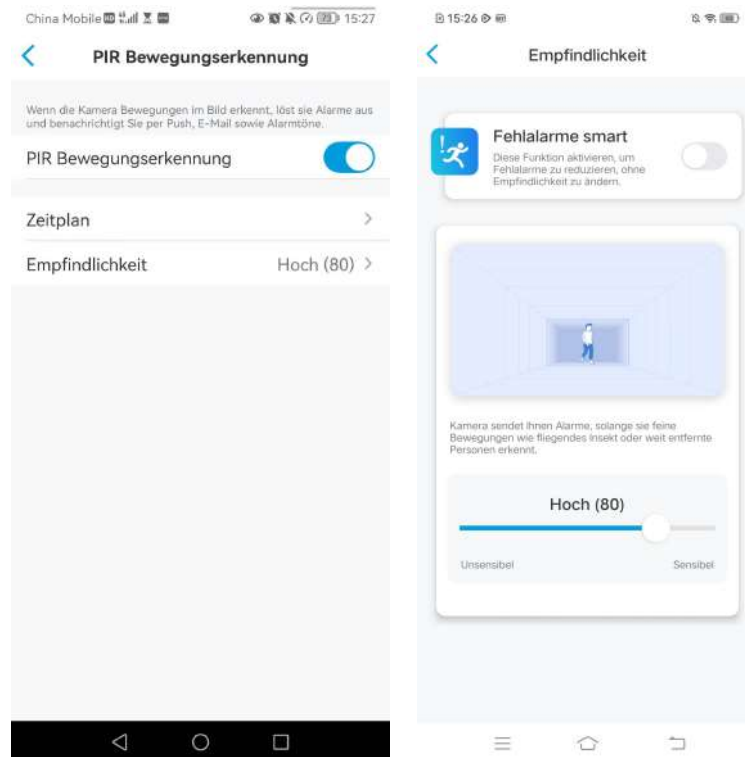 China Mobile HD 15:27
PIR Bewegungserkennung
Wenn die Kamera Bewegungen im Bild erkennt, löst sie Alarme aus
und benachrichtigt Sie per Push, E-Mail sowie Alarmtöne.
PIR Bewegungserkennung
Zeitplan
Empfindlichkeit Hoch (80)
15:26
Empfindlichkeit
Fehlalarme smart
Diese Funktion aktivieren, um
Fehlalarme zu reduzieren, ohne
Empfindlichkeit zu ändern.
Kamera sendet Ihnen Alarme, solange sie feine
Bewegungen wie fliegendes Insekt oder weit entfernte
Personen erkennt.
Hoch (80)
Unsensibel Sensibel